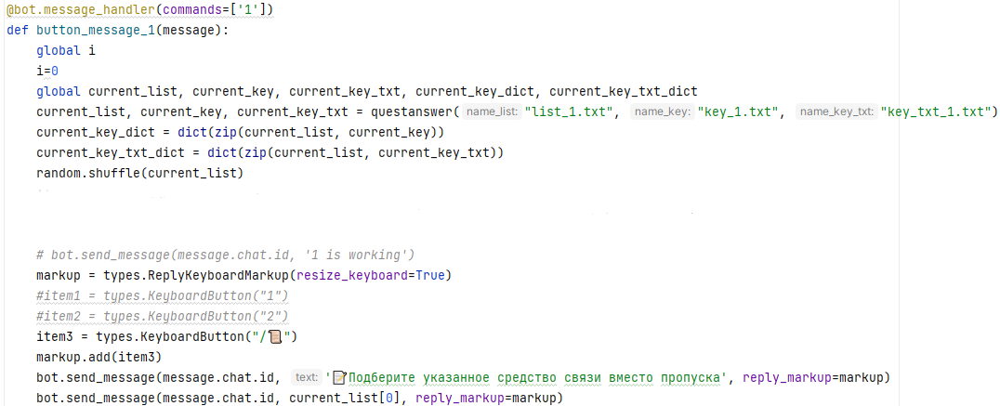 @bot.message_handler(commands=['1'])
def button_message_1(message):
    global i
    i=0
    global current_list, current_key, current_key_txt, current_key_dict, current_key_txt_dict
    current_list, current_key, current_key_txt = questanswer( name_list: "list_1.txt", name_key: "key_1.txt", name_key_txt: "key_txt_1.txt")
    current_key_dict = dict(zip(current_list, current_key))
    current_key_txt_dict = dict(zip(current_list, current_key_txt))
    random.shuffle(current_list)
    # bot.send_message(message.chat.id, '1 is working')
    markup = types.ReplyKeyboardMarkup(resize_keyboard=True)
    #item1 = types.KeyboardButton("1")
    #item2 = types.KeyboardButton("2")
    item3 = types.KeyboardButton("/📜")
    markup.add(item3)
    bot.send_message(message.chat.id, text: '📝Подберите указанное средство связи вместо пропуска', reply_markup=markup)
    bot.send_message(message.chat.id, current_list[0], reply_markup=markup)